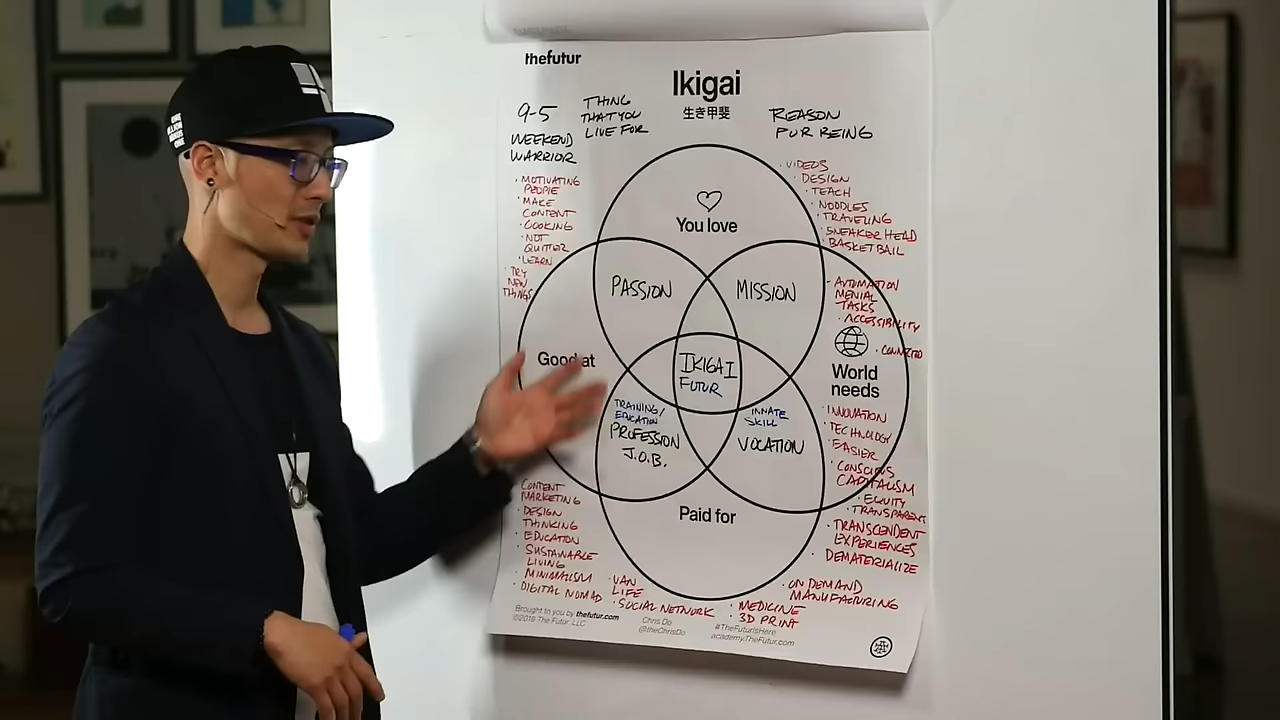 thefutur
Ikigai
生き甲斐
9-5
WEEKEND
WARRIOR
THING
THAT YOU
LIVE FOR
REASON
FUR BEING
· MOTIVATING
PEOPLE
· MAKE
CONTENT
· COOKING
· NOT
QUITTER
· LEARN
· TRY
NEW
THINGS
· VIDEOS
· DESIGN
· TEACH
· NOODLES
· TRAVELING
· SNEAKER HEAD
· BASKETBALL
You love
PASSION
MISSION
· AUTOMATION
MENIAL
TASKS
· ACCESSIBILITY
· CONNECTED
Good at
IKIGAI
FUTUR
World
needs
TRAINING/
EDUCATION
PROFESSION
J.O.B.
INNATE
SKILL
VOCATION
· INNOVATION
· TECHNOLOGY
· EASIER
· CONSCIOUS
CAPITALISM
· EQUITY
· TRANSPARENT
· TRANSCENDENT
EXPERIENCES
· DEMATERIALIZE
Paid for
· CONTENT
MARKETING
· DESIGN
THINKING
· EDUCATION
· SUSTAINABLE
LIVING
· MINIMALISM
· DIGITAL NOMAD
· VAN
LIFE
· SOCIAL NETWORK
· MEDICINE
· 3D PRINT
· ON DEMAND
MANUFACTURING
Brought to you by thefutur.com
©2019 The Futur, LLC
Chris Do
@theChrisDo
#TheFuturIsHere
academy.TheFutur.com